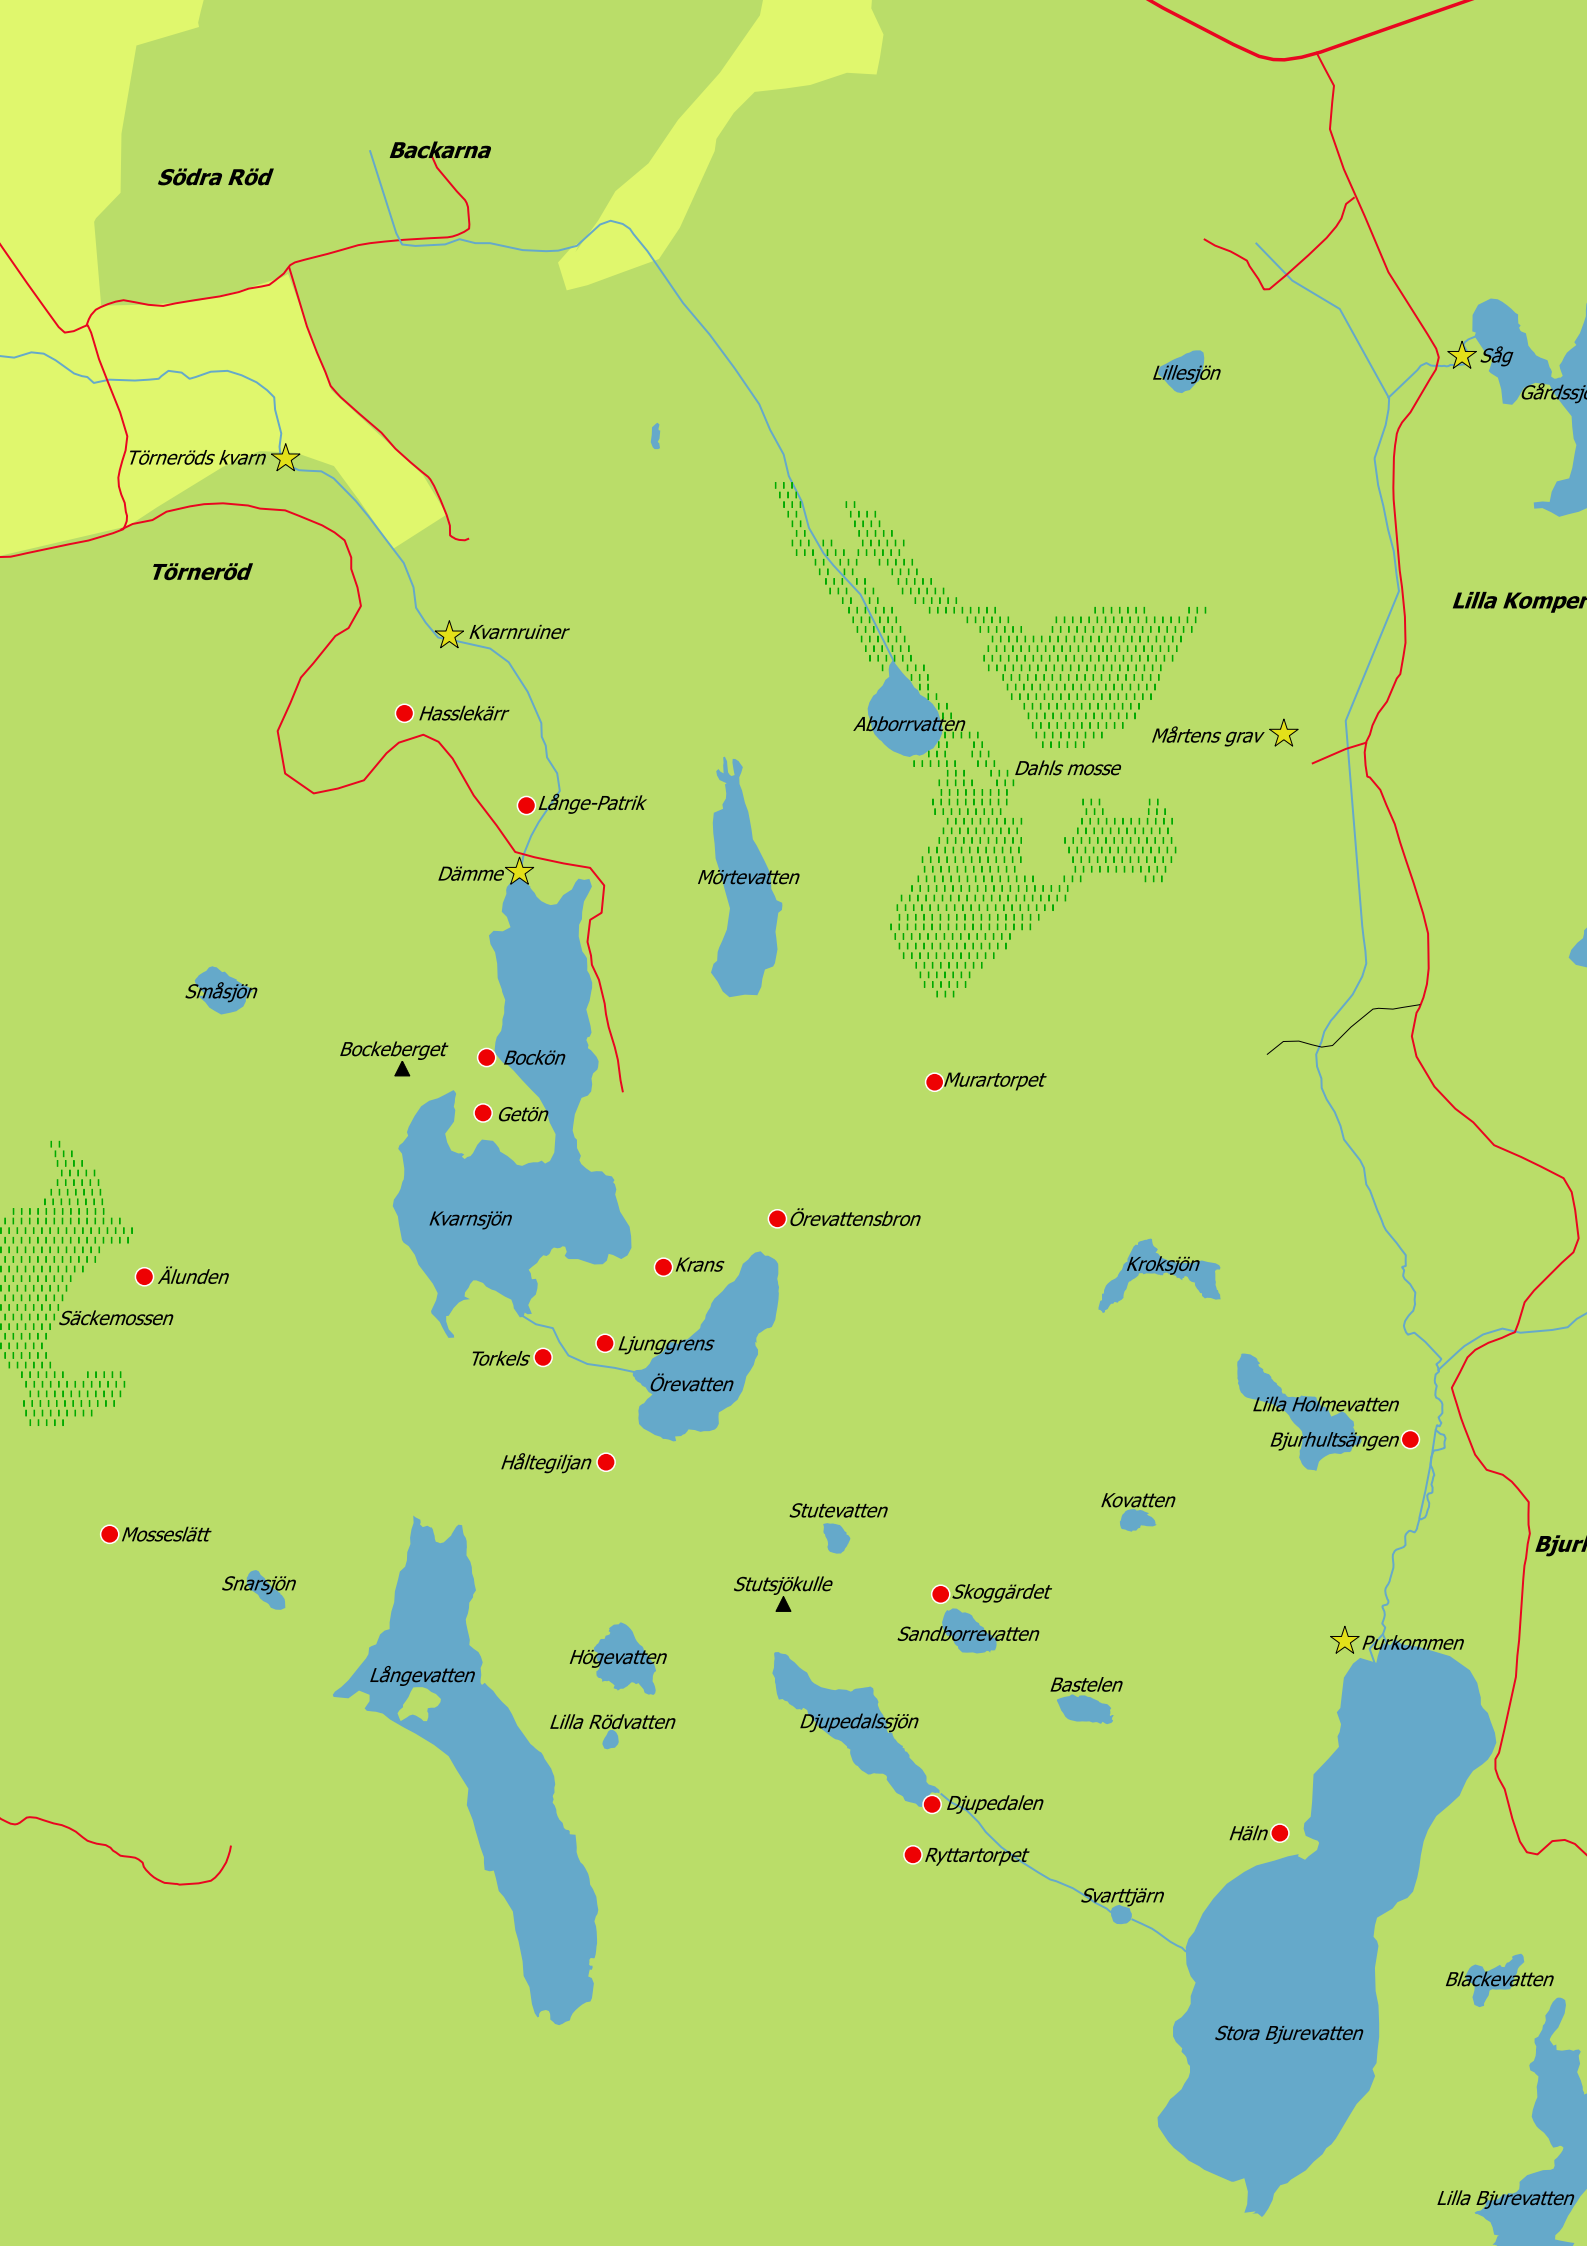 Backarna
Södra Röd
Såg
Lillesjön
Gårdssjö
Törneröds kvarn
Törneröd
Lilla Komper
Kvarnruiner
Hasslekärr
Abborrvatten
Mårtens grav
Dahls mosse
Långe-Patrik
Dämme
Mörtevatten
Småsjön
Bockeberget
Bockön
Murartorpet
Getön
Kvarnsjön
Örevattensbron
Krans
Kroksjön
Älunden
Säckemossen
Ljunggrens
Torkels
Örevatten
Lilla Holmevatten
Bjurhultsängen
Håltegiljan
Kovatten
Stutevatten
Mosseslätt
Bjurh
Snarsjön
Stutsjökulle
Skoggärdet
Sandborrevatten
Purkommen
Högevatten
Långevatten
Bastelen
Lilla Rödvatten
Djupedalssjön
Djupedalen
Häln
Ryttartorpet
Svarttjärn
Blackevatten
Stora Bjurevatten
Lilla Bjurevatten